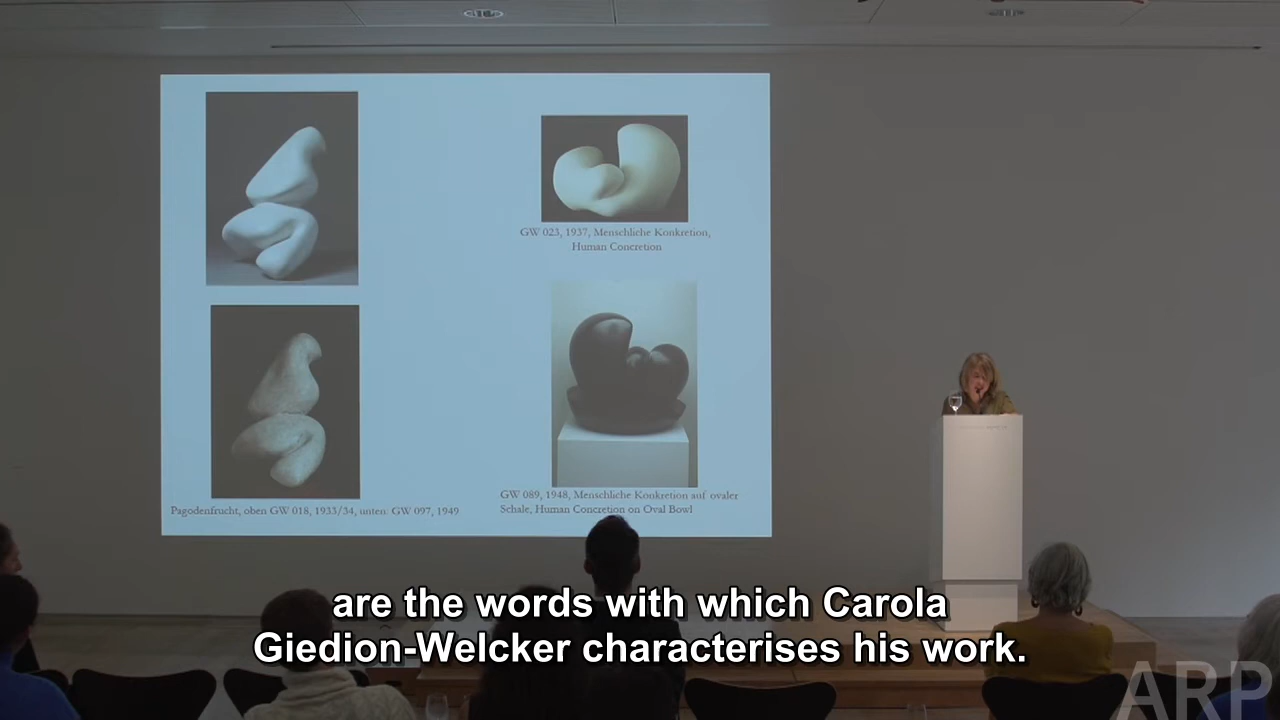 GW 023, 1937, Menschliche Konkretion,
Human Concretion
Pagodenfrucht, oben GW 018, 1933/34, unten. GW 097, 1949
GW 089, 1948, Menschliche Konkretion auf ovaler
Schale, Human Concretion on Oval Bowl
are the words with which Carola
Giedion-Welcker characterises his work.
ARP